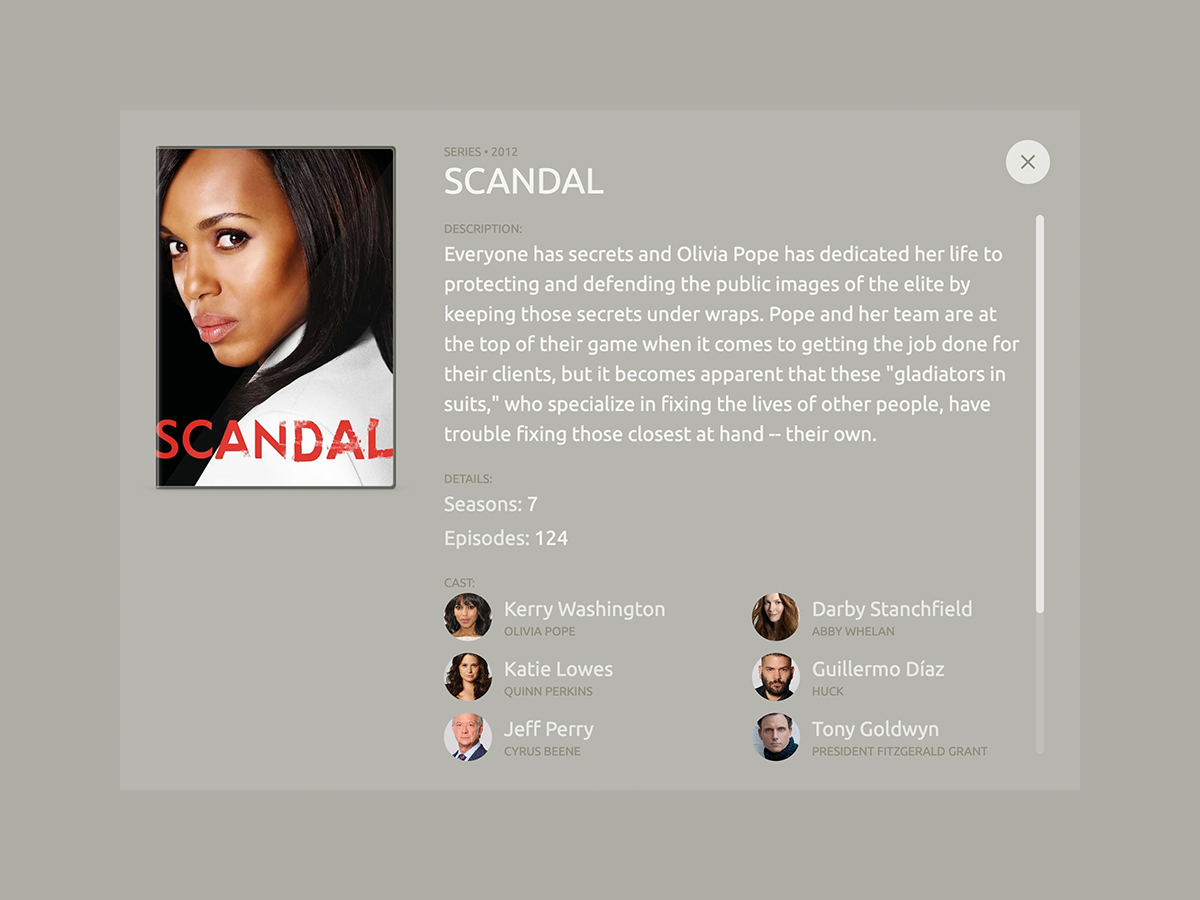 SERIES • 2012
SCANDAL
DESCRIPTION:
Everyone has secrets and Olivia Pope has dedicated her life to
protecting and defending the public images of the elite by
keeping those secrets under wraps. Pope and her team are at
the top of their game when it comes to getting the job done for
their clients, but it becomes apparent that these "gladiators in
suits," who specialize in fixing the lives of other people, have
trouble fixing those closest at hand -- their own.
SCANDAL
DETAILS:
Seasons: 7
Episodes: 124
CAST:
Kerry Washington
OLIVIA POPE
Darby Stanchfield
ABBY WHELAN
Katie Lowes
QUINN PERKINS
Guillermo Díaz
HUCK
Jeff Perry
CYRUS BEENE
Tony Goldwyn
PRESIDENT FITZGERALD GRANT